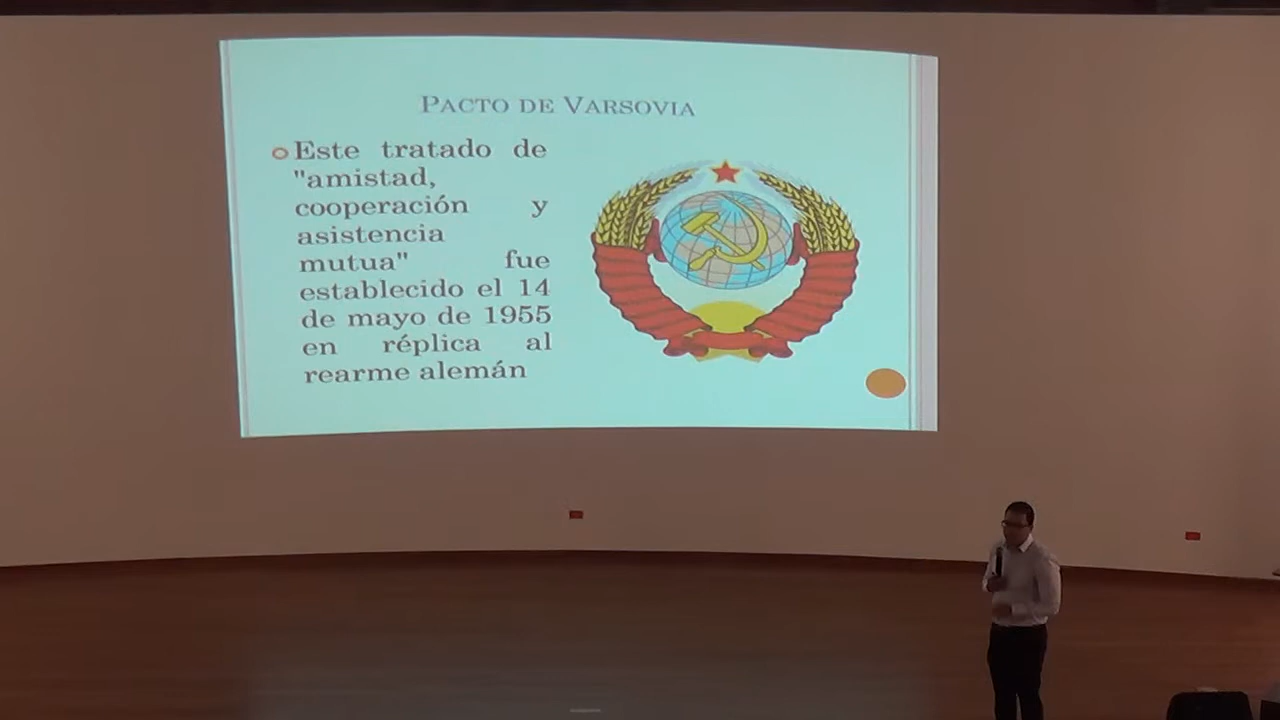 PACTO DE VARSOVIA
Este tratado de
"amistad,
cooperación y
asistencia
mutua" fue
establecido el 14
de mayo de 1955
en réplica al
rearme alemán